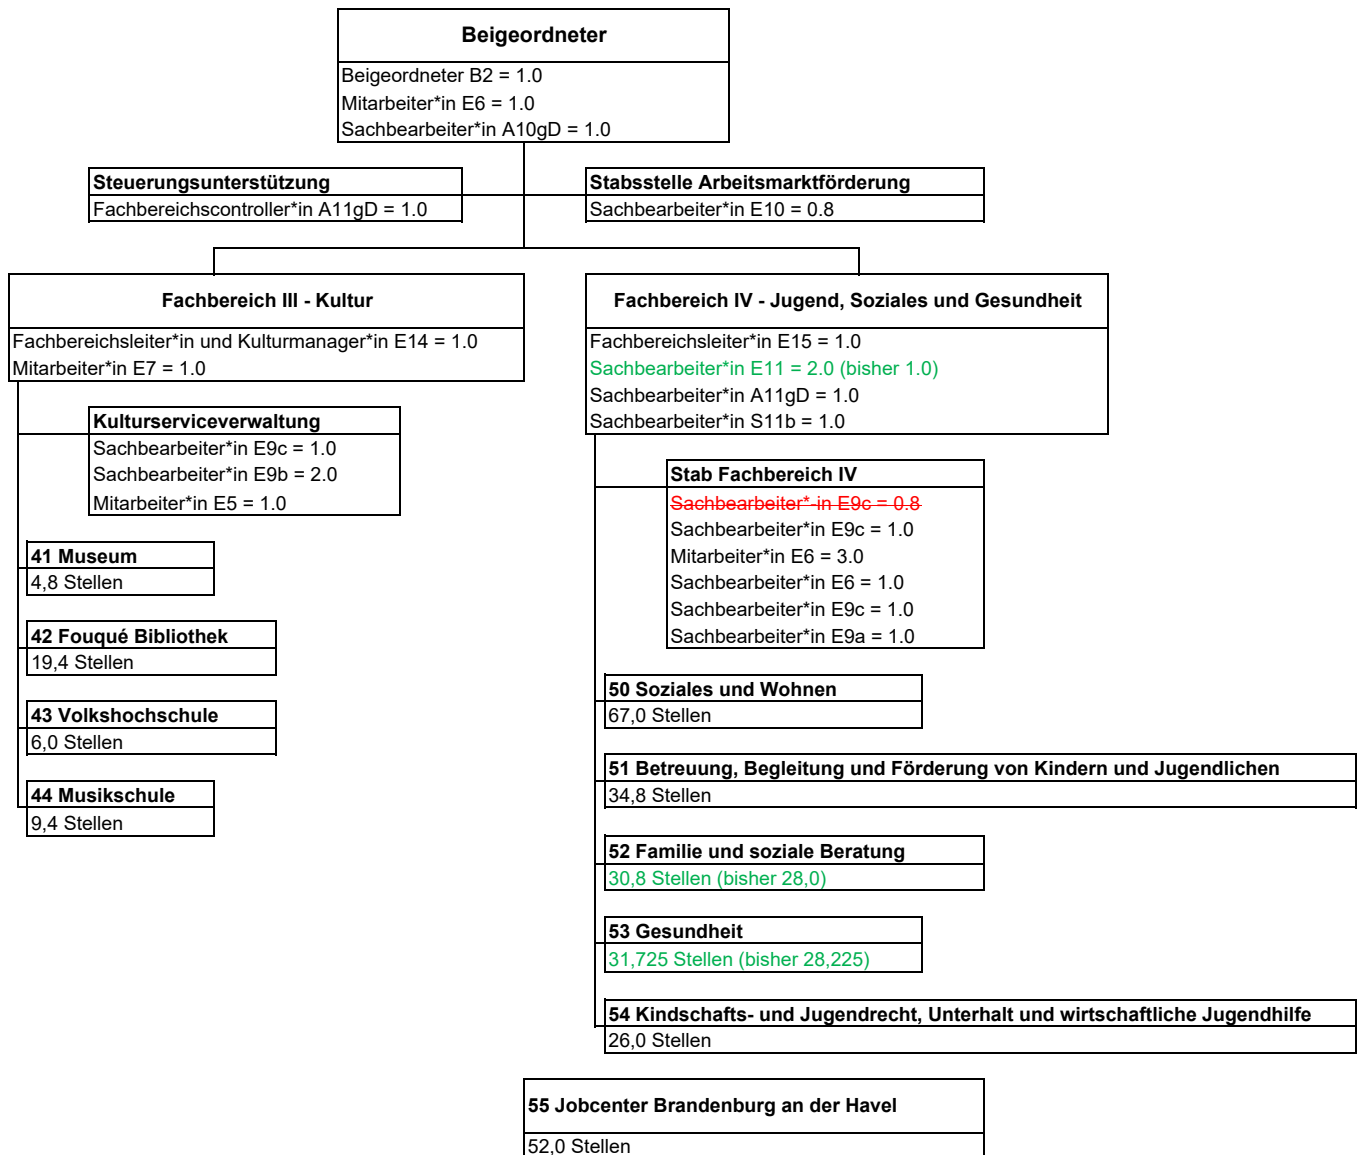 Beigeordneter
Beigeordneter B2 = 1.0
Mitarbeiter*in E6 = 1.0
Sachbearbeiter*in A10gD = 1.0
Steuerungsunterstützung
Fachbereichscontroller*in A11gD = 1.0
Stabsstelle Arbeitsmarktförderung
Sachbearbeiter*in E10 = 0.8
Fachbereich III - Kultur
Fachbereichsleiter*in und Kulturmanager*in E14 = 1.0
Mitarbeiter*in E7 = 1.0
Kulturserviceverwaltung
Sachbearbeiter*in E9c = 1.0
Sachbearbeiter*in E9b = 2.0
Mitarbeiter*in E5 = 1.0
41 Museum
4,8 Stellen
42 Fouqué Bibliothek
19,4 Stellen
43 Volkshochschule
6,0 Stellen
44 Musikschule
9,4 Stellen
Fachbereich IV - Jugend, Soziales und Gesundheit
Fachbereichsleiter*in E15 = 1.0
Sachbearbeiter*in E11 = 2.0 (bisher 1.0)
Sachbearbeiter*in A11gD = 1.0
Sachbearbeiter*in S11b = 1.0
Stab Fachbereich IV
Sachbearbeiter*-in E9c = 0.8
Sachbearbeiter*in E9c = 1.0
Mitarbeiter*in E6 = 3.0
Sachbearbeiter*in E6 = 1.0
Sachbearbeiter*in E9c = 1.0
Sachbearbeiter*in E9a = 1.0
50 Soziales und Wohnen
67,0 Stellen
51 Betreuung, Begleitung und Förderung von Kindern und Jugendlichen
34,8 Stellen
52 Familie und soziale Beratung
30,8 Stellen (bisher 28,0)
53 Gesundheit
31,725 Stellen (bisher 28,225)
54 Kindschafts- und Jugendrecht, Unterhalt und wirtschaftliche Jugendhilfe
26,0 Stellen
55 Jobcenter Brandenburg an der Havel
52,0 Stellen